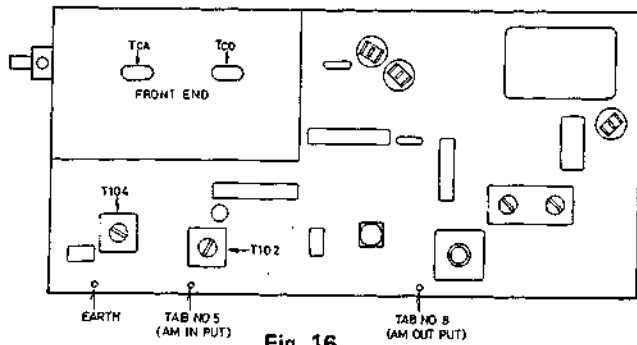 TCA
TCO
FRONT END
T104
T102
EARTH
TAB NO 5
(AM IN PUT)
TAB NO 8
(AM OUT PUT)
Fig. 16